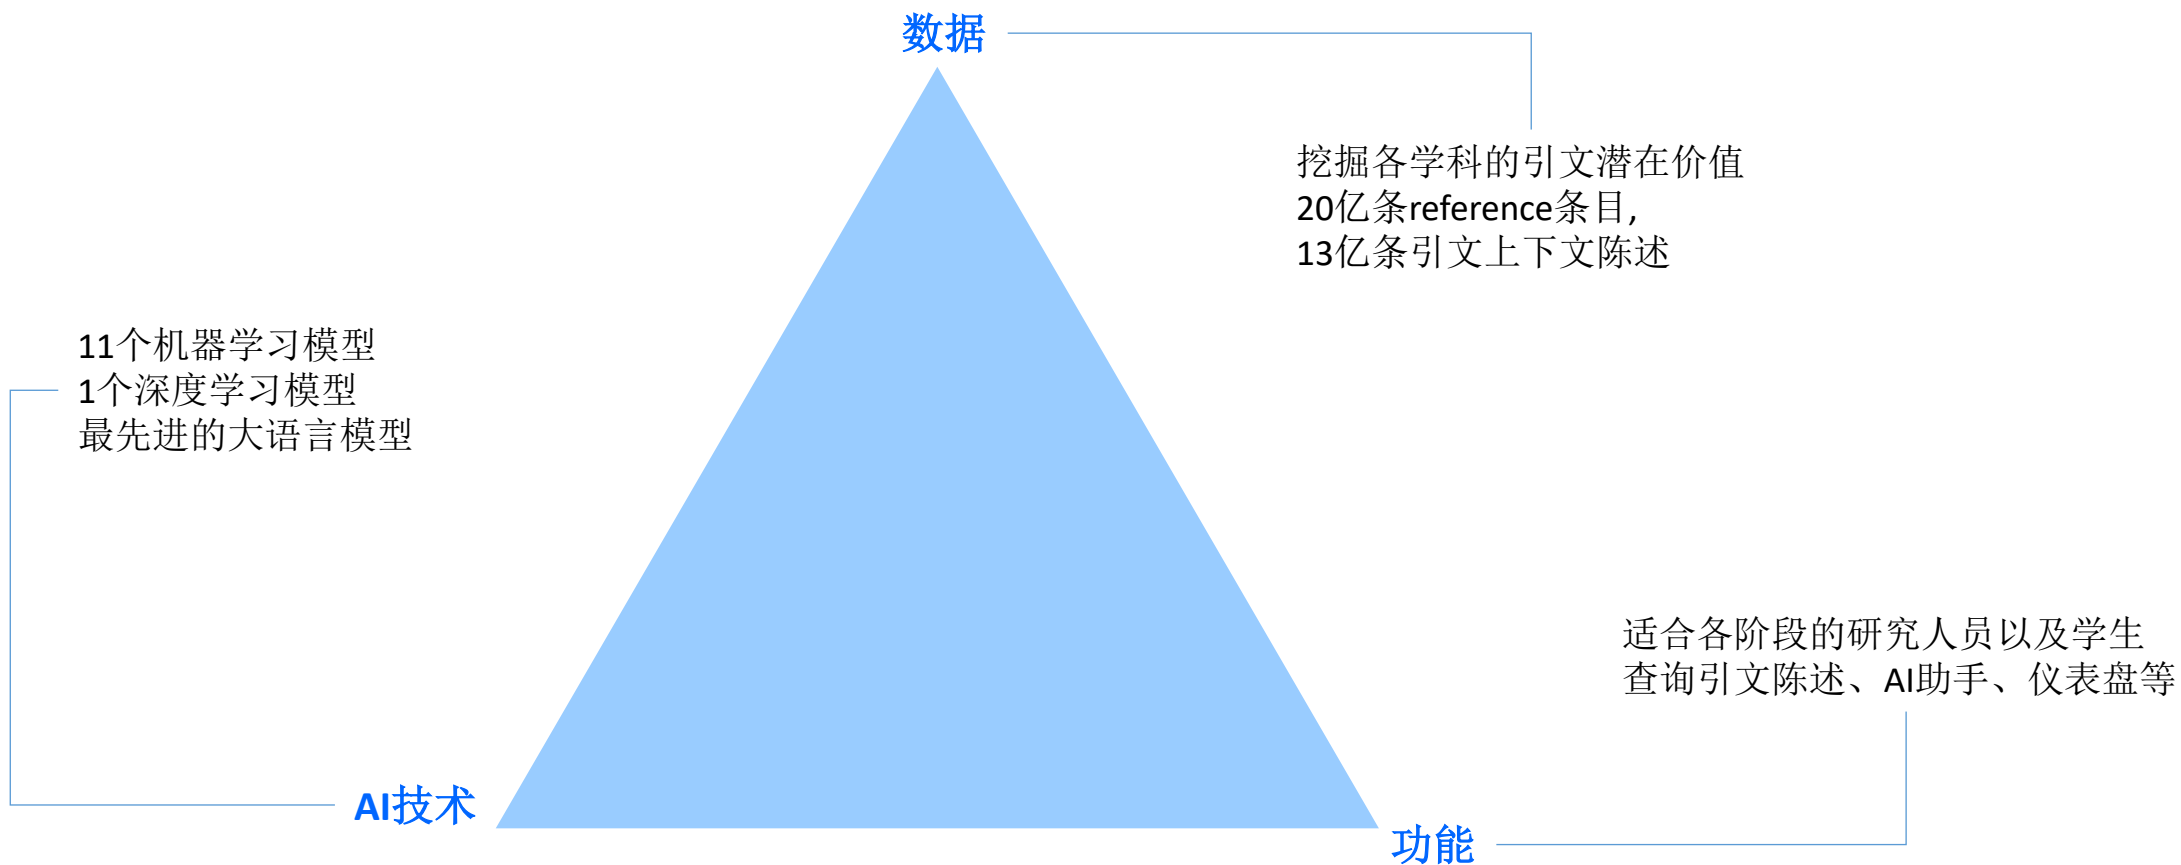 数据
挖掘各学科的引文潜在价值
20亿条reference条目,
13亿条引文上下文陈述
11个机器学习模型
1个深度学习模型
最先进的大语言模型
适合各阶段的研究人员以及学生
查询引文陈述、AI助手、仪表盘等
AI技术
功能